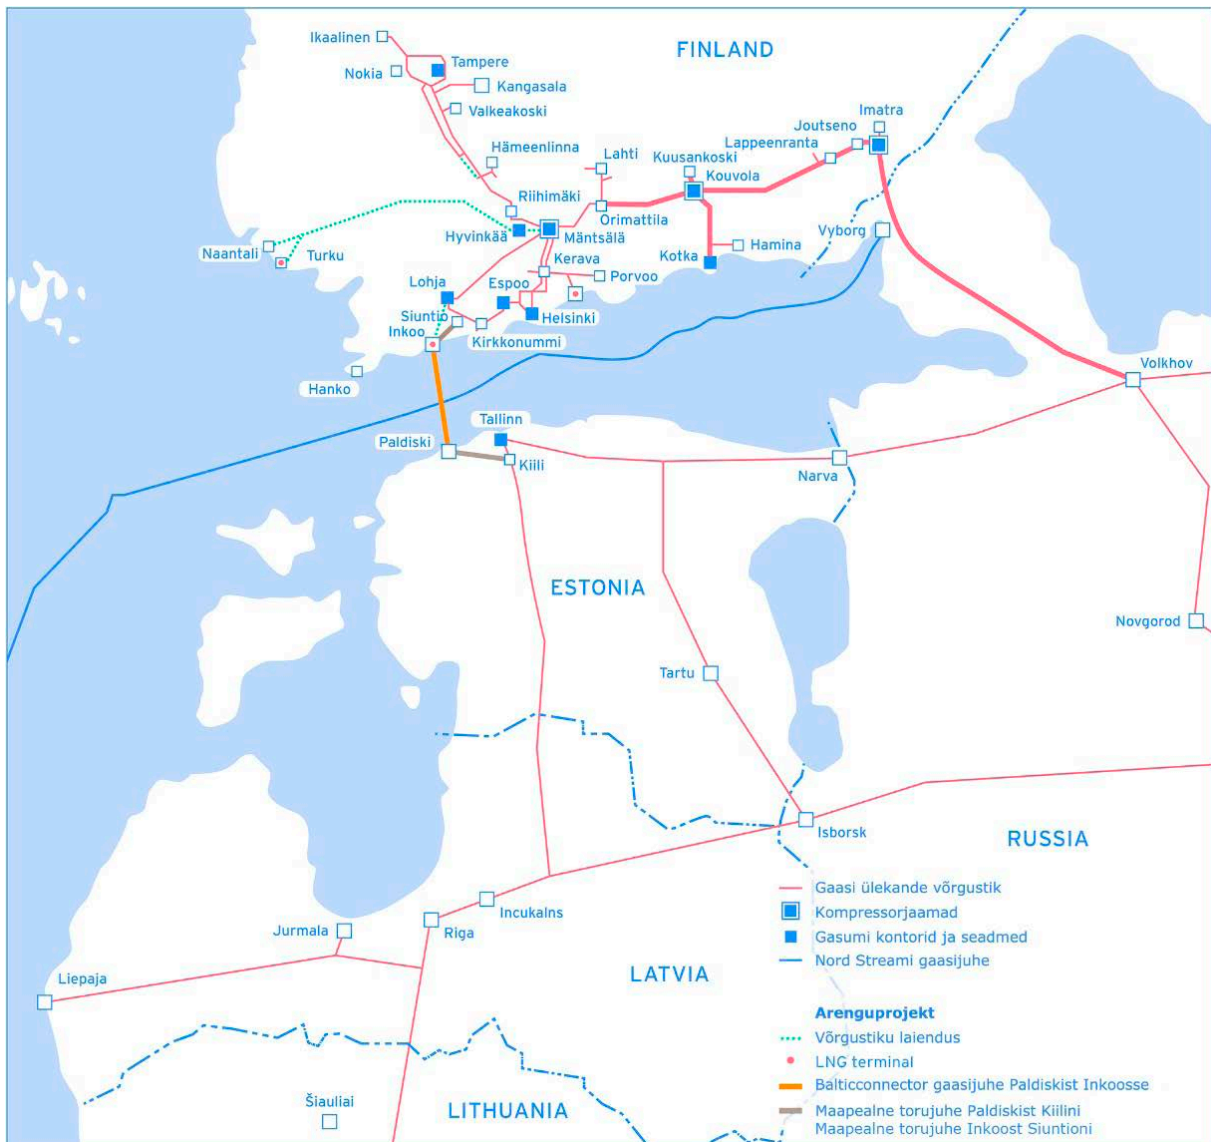 Ikaalinen
FINLAND
Tampere
Nokia
Kangasala
Valkeakoski
Imatra
Joutseno
Lappeenranta
Hämeenlinna
Lahti
Kuusankoski
Kouvola
Riihimäki
Orimattila
Vyborg
Hyvinkää
Mäntsälä
Hamina
Naantali
Turku
Kotka
Kerava
Porvoo
Lohja
Espoo
Siuntio
Helsinki
Inkoo
Kirkkonummi
Volkhov
Hanko
Tallinn
Paldiski
Kiili
Narva
ESTONIA
Novgorod
Tartu
Isborsk
RUSSIA
Gaasi ülekande võrgustik
Incukalns
Kompressorjaamad
Jurmala
Riga
Gasumi kontorid ja seadmed
Nord Streami gaasijuhe
LATVIA
Liepaja
Arenguprojekt
Võrgustiku laiendus
LNG terminal
Balticconnector gaasijuhe Paldiskist Inkoosse
Šiauliai
LITHUANIA
Maapealne torujuhe Paldiskist Kiilini
Maapealne torujuhe Inkoost Siuntioni